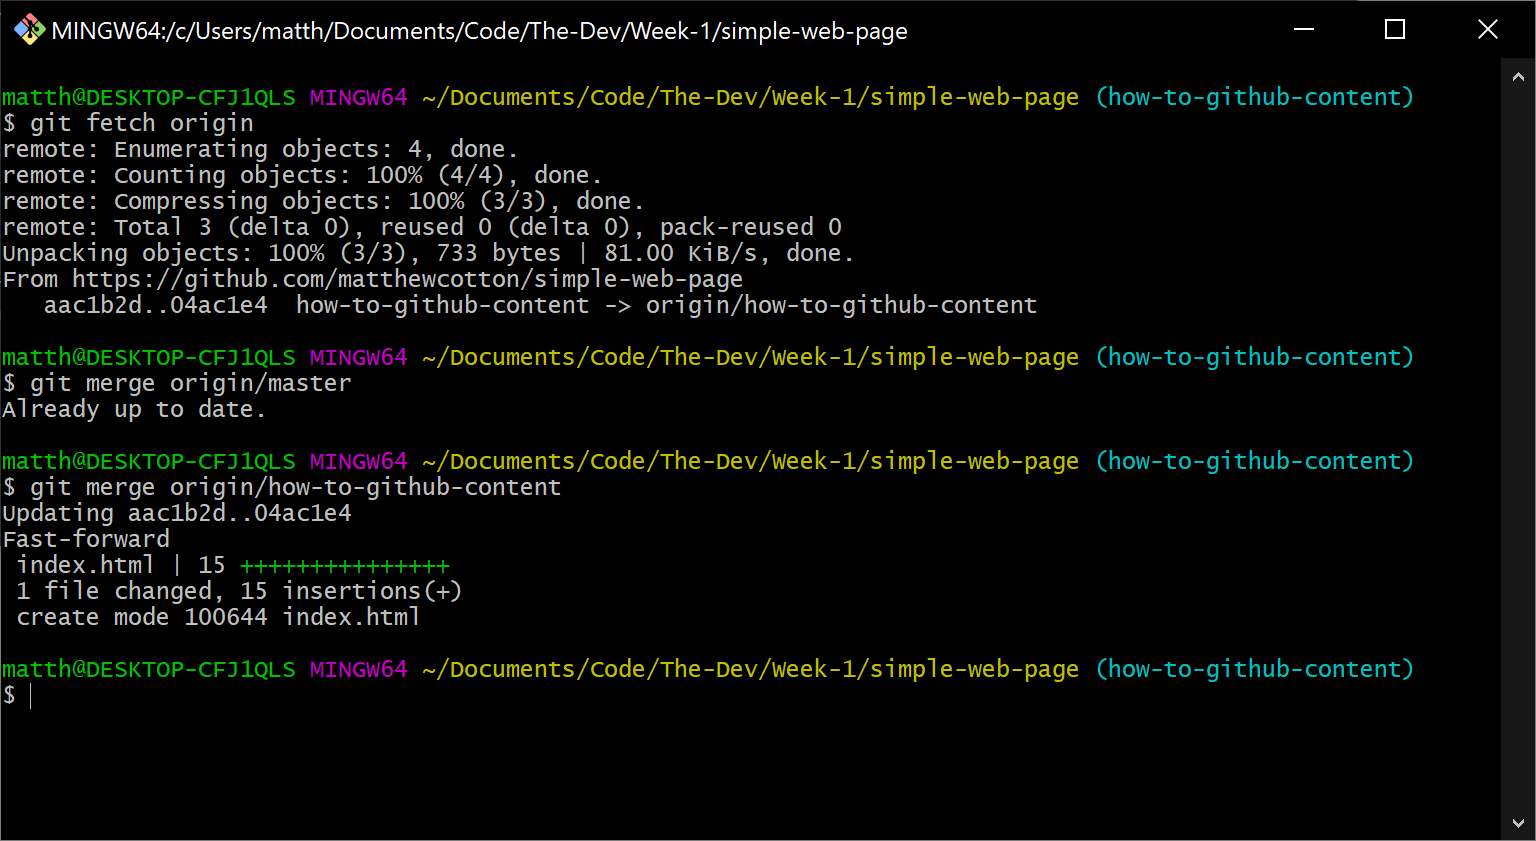 MINGW64:/c/Users/matth/Documents/Code/The-Dev/Week-1/simple-web-page
matth@DESKTOP-CFJ1QLS MINGW64 ~/Documents/Code/The-Dev/Week-1/simple-web-page (how-to-github-content)
$ git fetch origin
remote: Enumerating objects: 4, done.
remote: Counting objects: 100% (4/4), done.
remote: Compressing objects: 100% (3/3), done.
remote: Total 3 (delta 0), reused 0 (delta 0), pack-reused 0
Unpacking objects: 100% (3/3), 733 bytes | 81.00 KiB/s, done.
From https://github.com/matthewcotton/simple-web-page
   aac1b2d..04ac1e4  how-to-github-content -> origin/how-to-github-content
matth@DESKTOP-CFJ1QLS MINGW64 ~/Documents/Code/The-Dev/Week-1/simple-web-page (how-to-github-content)
$ git merge origin/master
Already up to date.
matth@DESKTOP-CFJ1QLS MINGW64 ~/Documents/Code/The-Dev/Week-1/simple-web-page (how-to-github-content)
$ git merge origin/how-to-github-content
Updating aac1b2d..04ac1e4
Fast-forward
 index.html | 15 +++++++++++++++
 1 file changed, 15 insertions(+)
 create mode 100644 index.html
matth@DESKTOP-CFJ1QLS MINGW64 ~/Documents/Code/The-Dev/Week-1/simple-web-page (how-to-github-content)
$